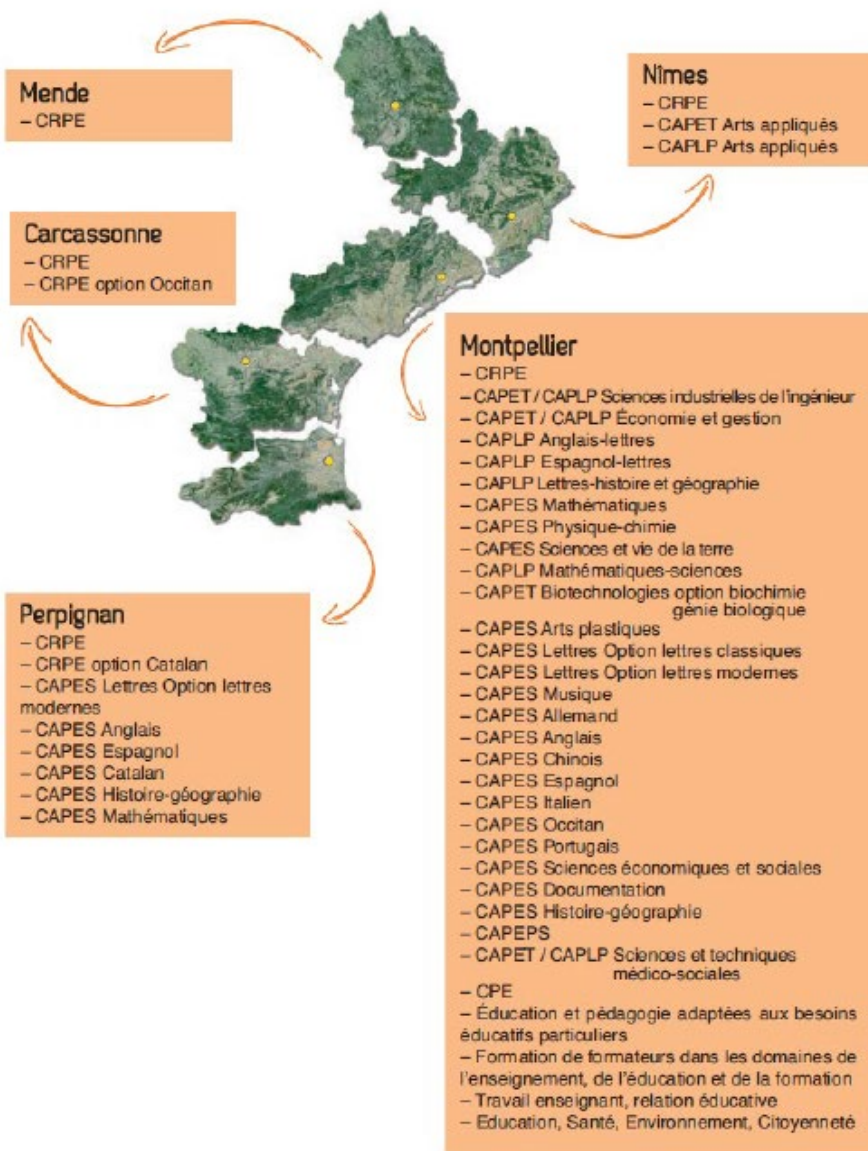 Mende
– CRPE
Nîmes
– CRPE
– CAPET Arts appliqués
– CAPLP Arts appliqués
Carcassonne
– CRPE
– CRPE option Occitan
Montpellier
– CRPE
– CAPET / CAPLP Sciences industrielles de l'ingénieur
– CAPET / CAPLP Économie et gestion
– CAPLP Anglais-lettres
– CAPLP Espagnol-lettres
– CAPLP Lettres-histoire et géographie
– CAPES Mathématiques
– CAPES Physique-chimie
– CAPES Sciences et vie de la terre
– CAPLP Mathématiques-sciences
– CAPET Biotechnologies option biochimie
génie biologique
– CAPES Arts plastiques
– CAPES Lettres Option lettres classiques
– CAPES Lettres Option lettres modernes
– CAPES Musique
– CAPES Allemand
– CAPES Anglais
– CAPES Chinois
– CAPES Espagnol
– CAPES Italien
– CAPES Occitan
– CAPES Portugais
– CAPES Sciences économiques et sociales
– CAPES Documentation
– CAPES Histoire-géographie
– CAPEPS
– CAPET / CAPLP Sciences et techniques
médico-sociales
– CPE
– Éducation et pédagogie adaptées aux besoins
éducatifs particuliers
– Formation de formateurs dans les domaines de
l'enseignement, de l'éducation et de la formation
– Travail enseignant, relation éducative
– Education, Santé, Environnement, Citoyenneté
Perpignan
– CRPE
– CRPE option Catalan
– CAPES Lettres Option lettres
modernes
– CAPES Anglais
– CAPES Espagnol
– CAPES Catalan
– CAPES Histoire-géographie
– CAPES Mathématiques